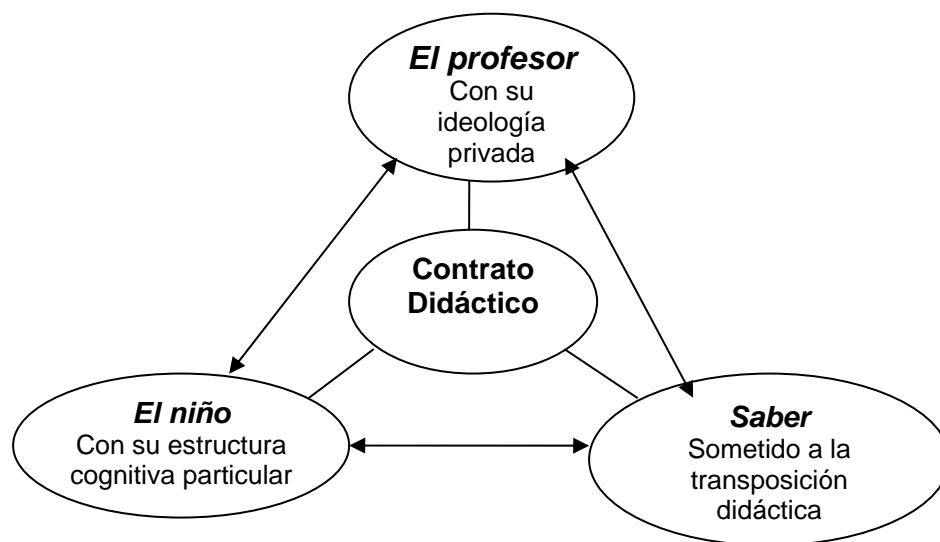 El profesor
Con su
ideología
privada
Contrato
Didáctico
El niño
Con su estructura
cognitiva particular
Saber
Sometido a la
transposición
didáctica